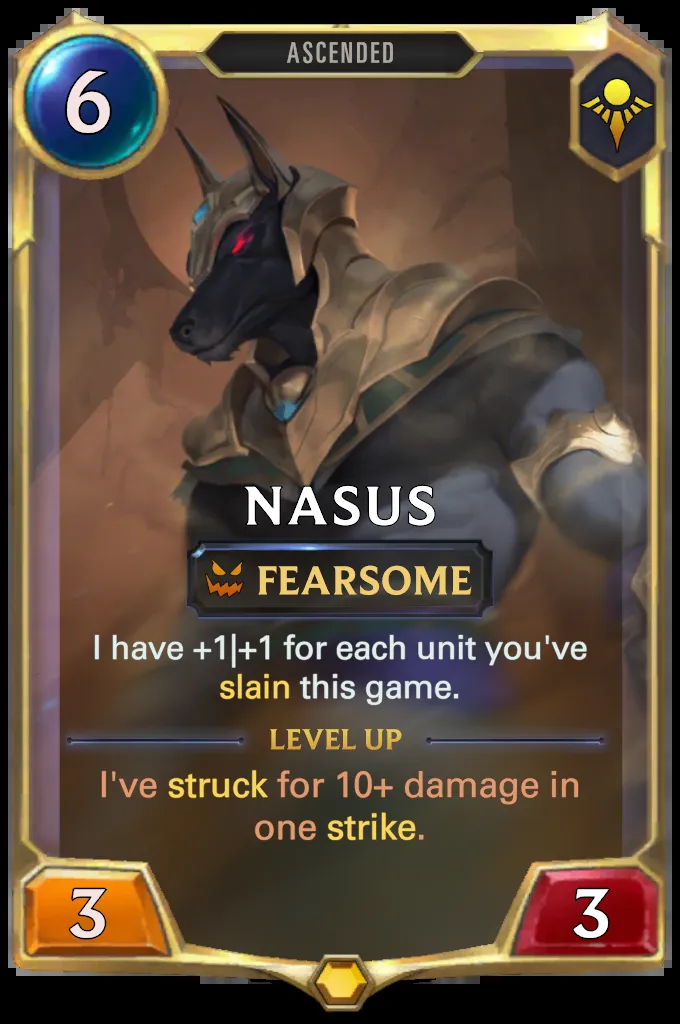 ASCENDED
6
NASUS
FEARSOME
I have +1|+1 for each unit you've
slain this game.
LEVEL UP
I've struck for 10+ damage in
one strike.
3
3